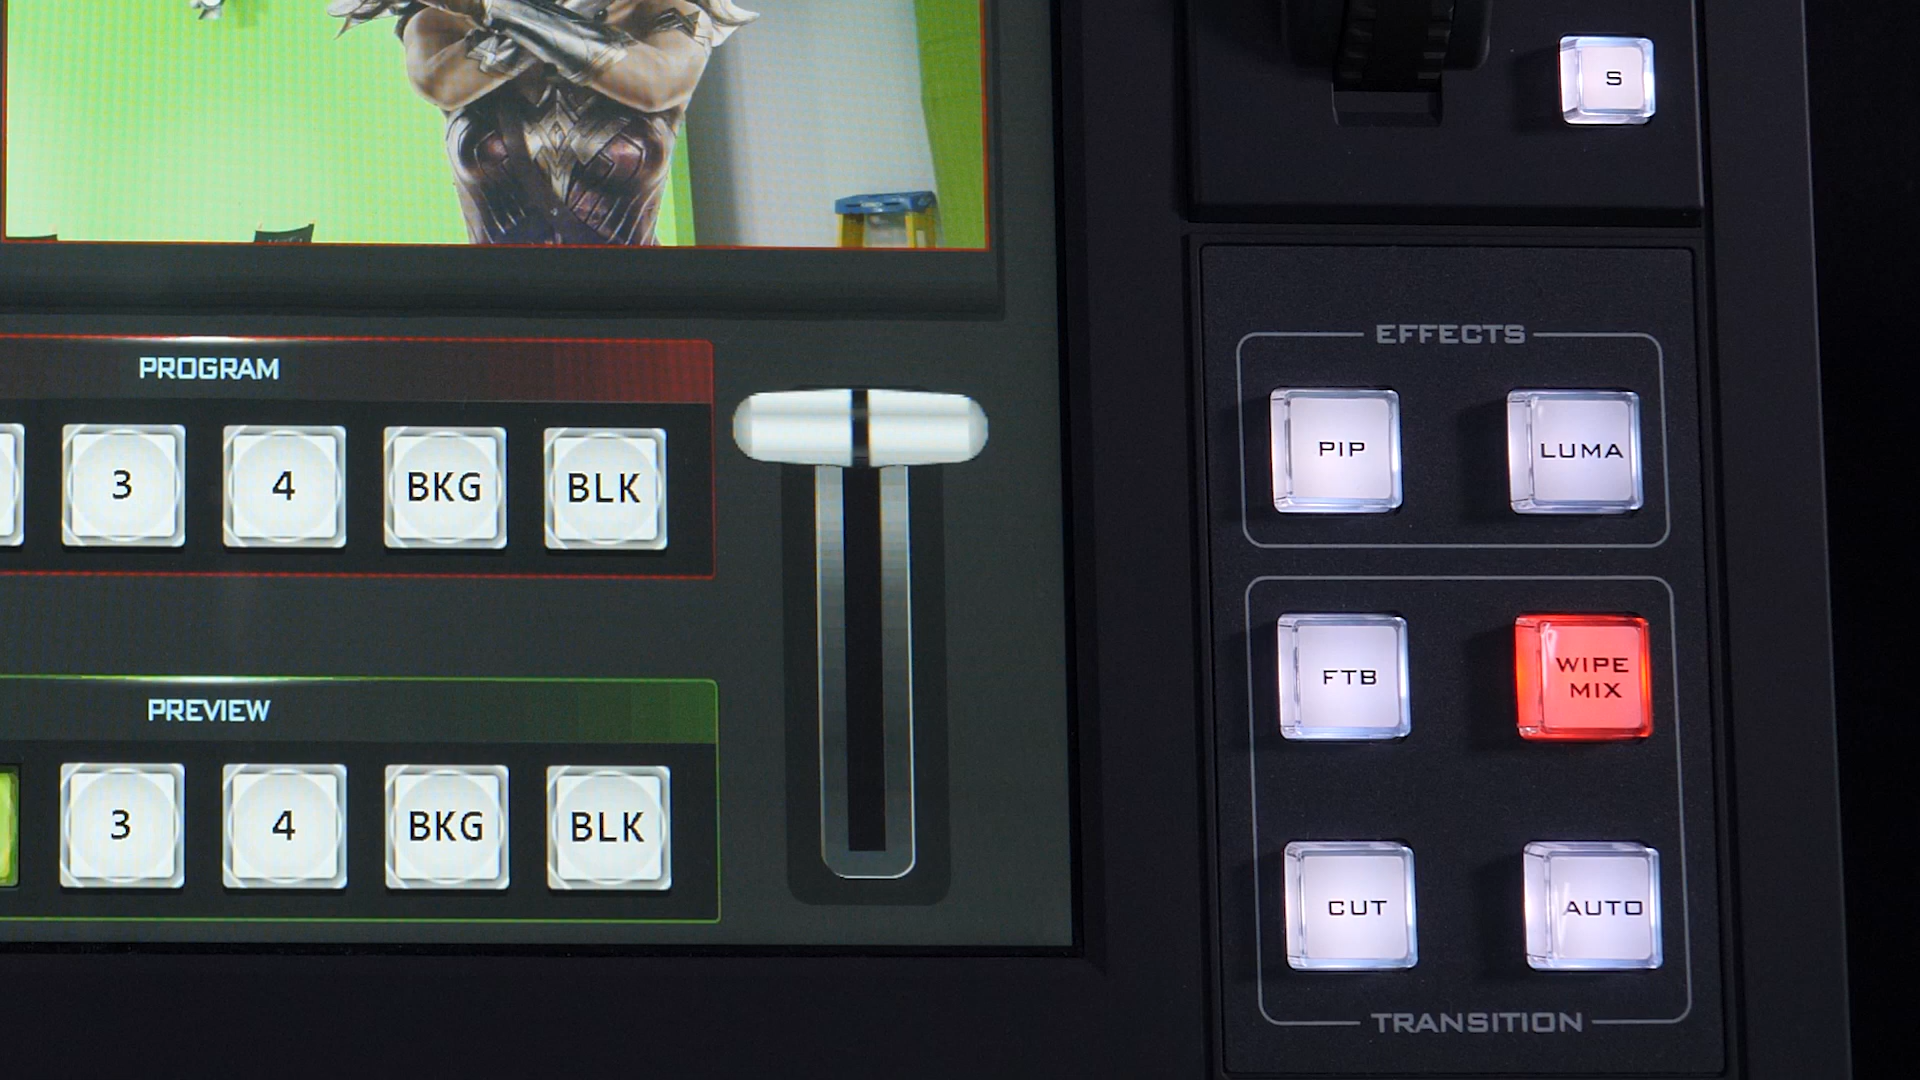 S
EFFECTS
PIP LUMA
PROGRAM
3 4 BKG BLK
FTB WIPE
MIX
PREVIEW
3 4 BKG BLK
CUT AUTO
TRANSITION